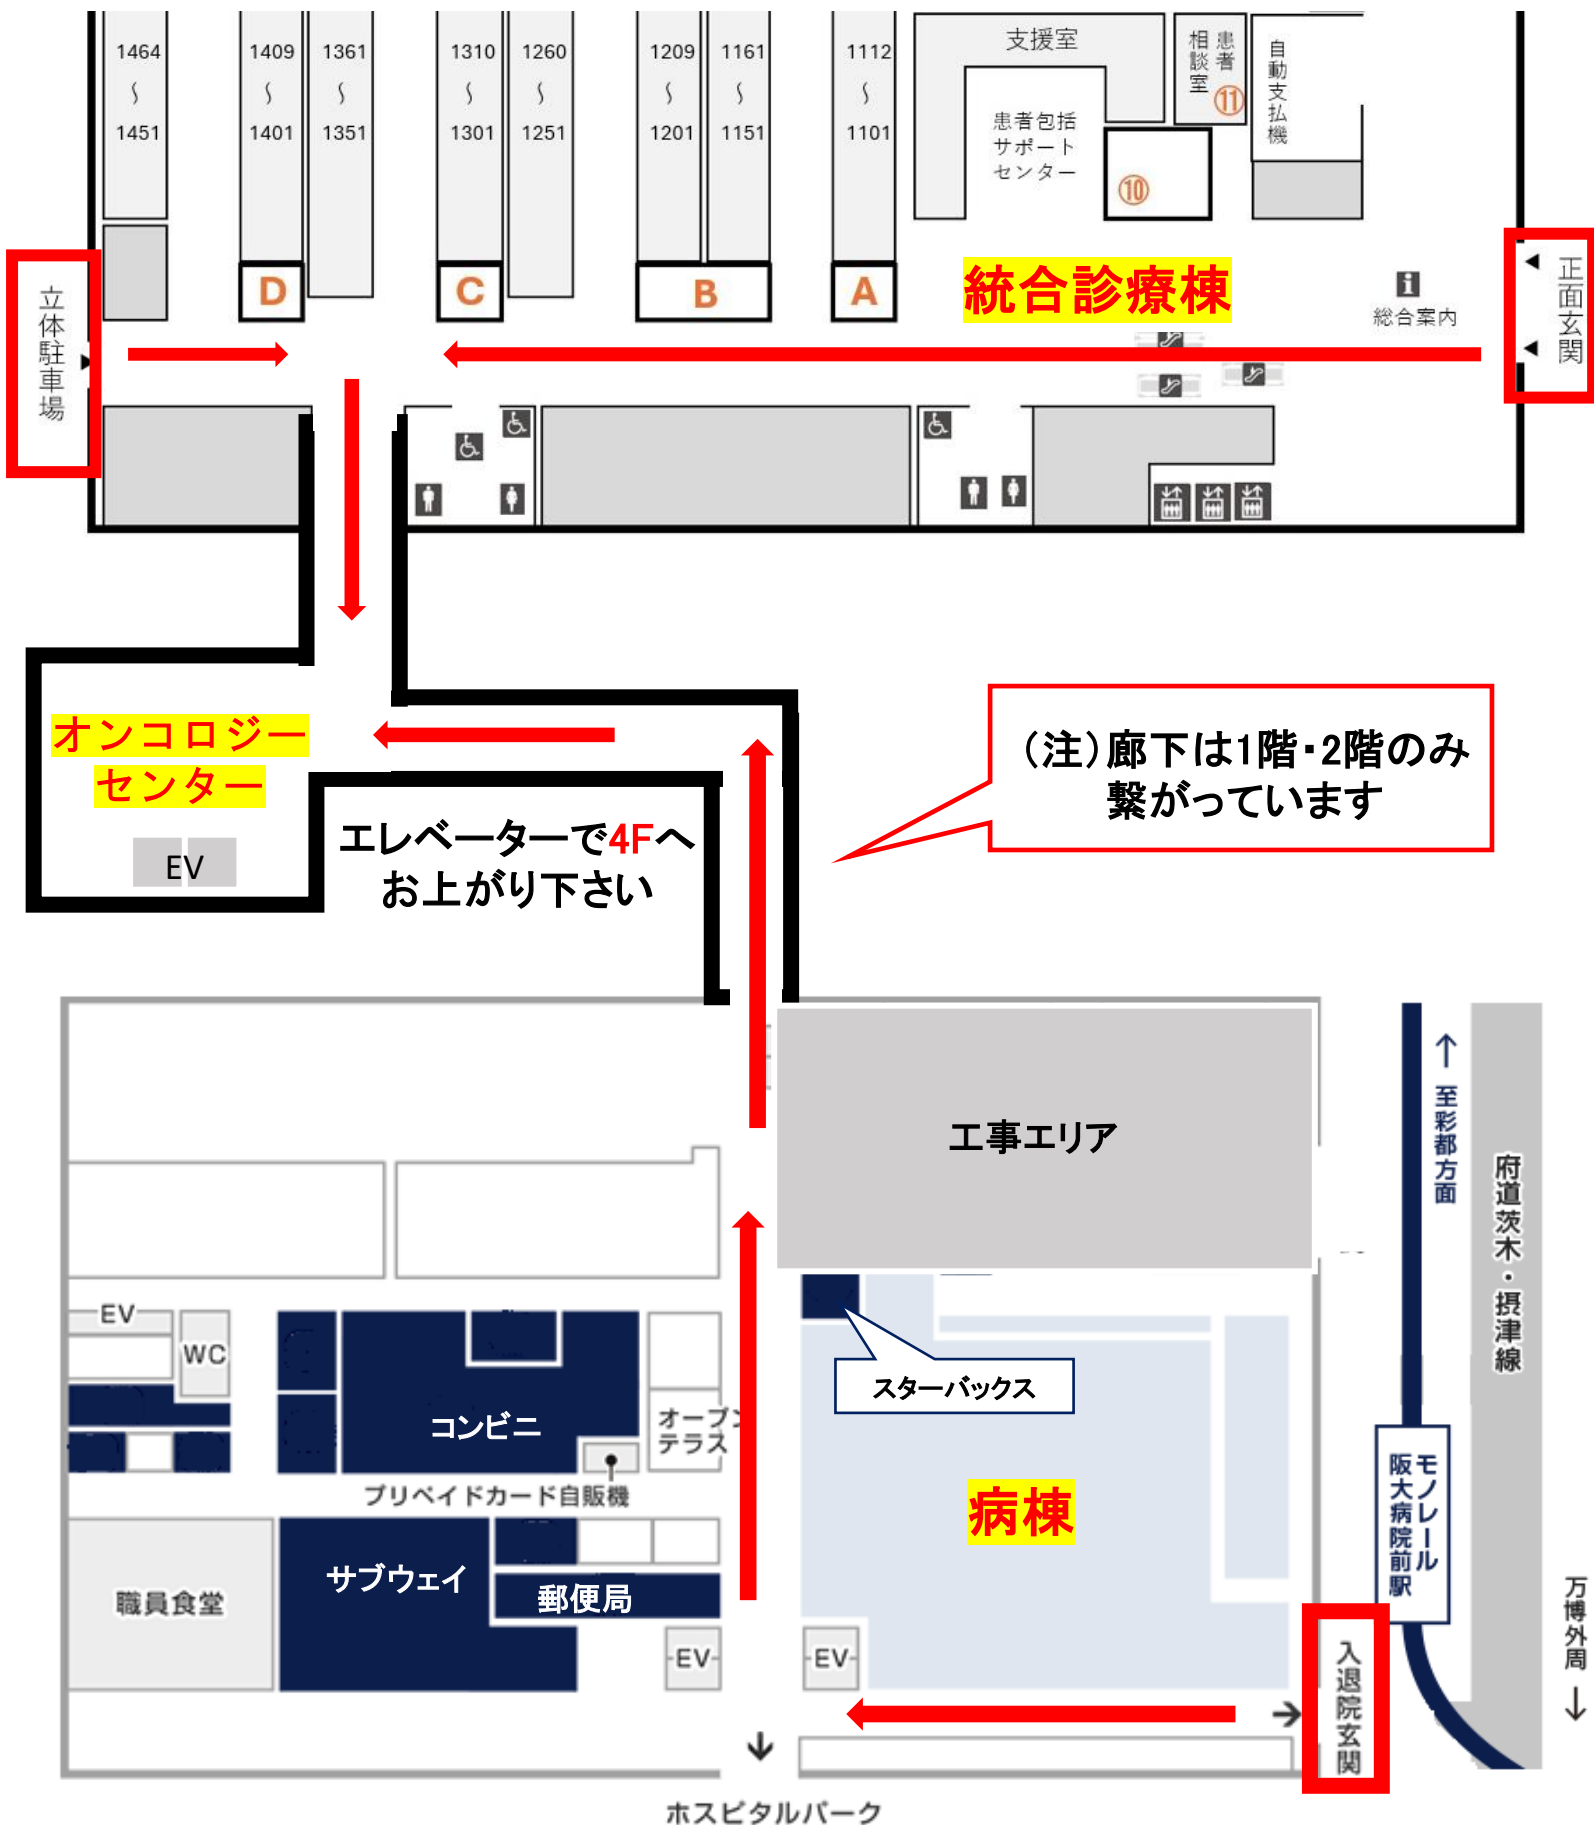 1464
〜
1451
1409
〜
1401
1361
〜
1351
1310
〜
1301
1260
〜
1251
1209
〜
1201
1161
〜
1151
1112
〜
1101
支援室
患者包括
サポート
センター
⑩
患者
相談室
⑪
自動支払機
D
C
B
A
統合診療棟
総合案内
正面玄関
立体駐車場
オンコロジー
センター
EV
エレベーターで4Fへ
お上がり下さい
（注）廊下は1階・2階のみ
繋がっています
工事エリア
↑至彩都方面
府道茨木・摂津線
EV
WC
コンビニ
オープン
テラス
プリペイドカード自販機
スターバックス
病棟
モノレール
阪大病院前駅
職員食堂
サブウェイ
郵便局
EV
EV
入退院玄関
万博外周↓
ホスピタルパーク